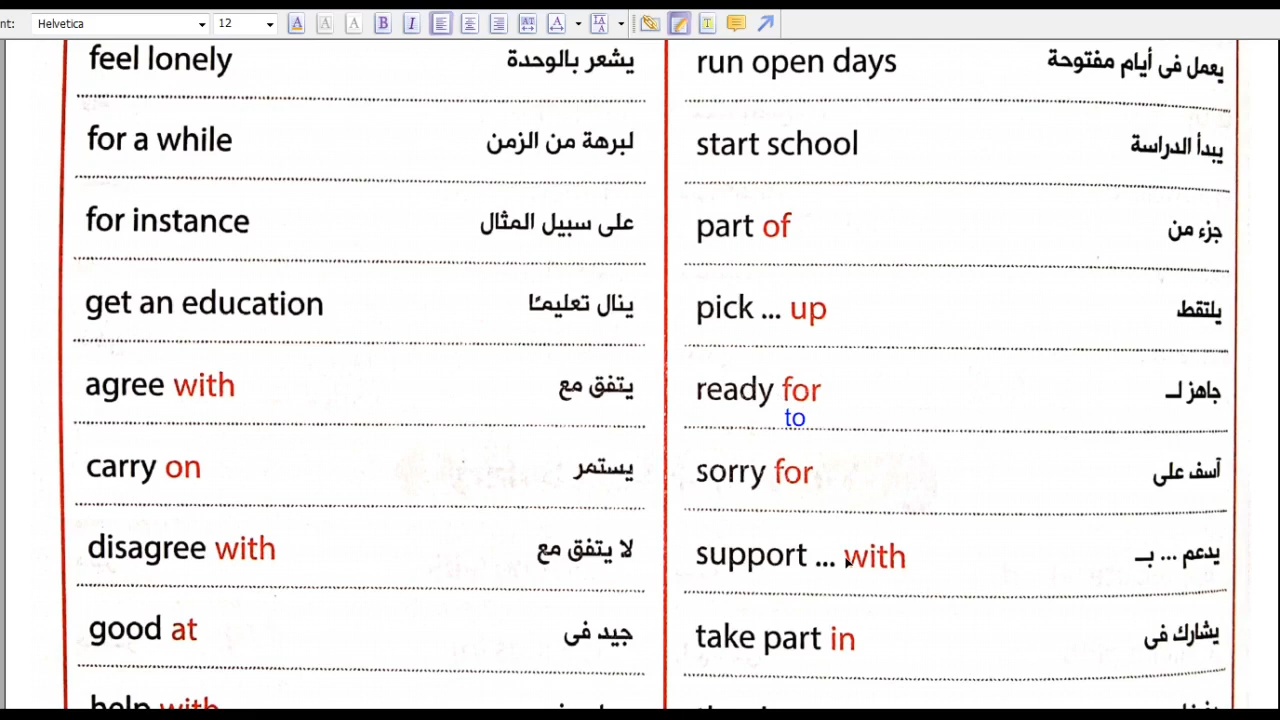 nt: Helvetica 12
feel lonely يشعر بالوحدة
for a while لبرهة من الزمن
for instance على سبيل المثال
get an education ينال تعليمًا
agree with يتفق مع
carry on يستمر
disagree with لا يتفق مع
good at جيد فى
help with
run open days يعمل فى أيام مفتوحة
start school يبدأ الدراسة
part of جزء من
pick ... up يلتقط
ready for جاهز لـ
to
sorry for آسف على
support ... with يدعم ... بـ
take part in يشارك فى